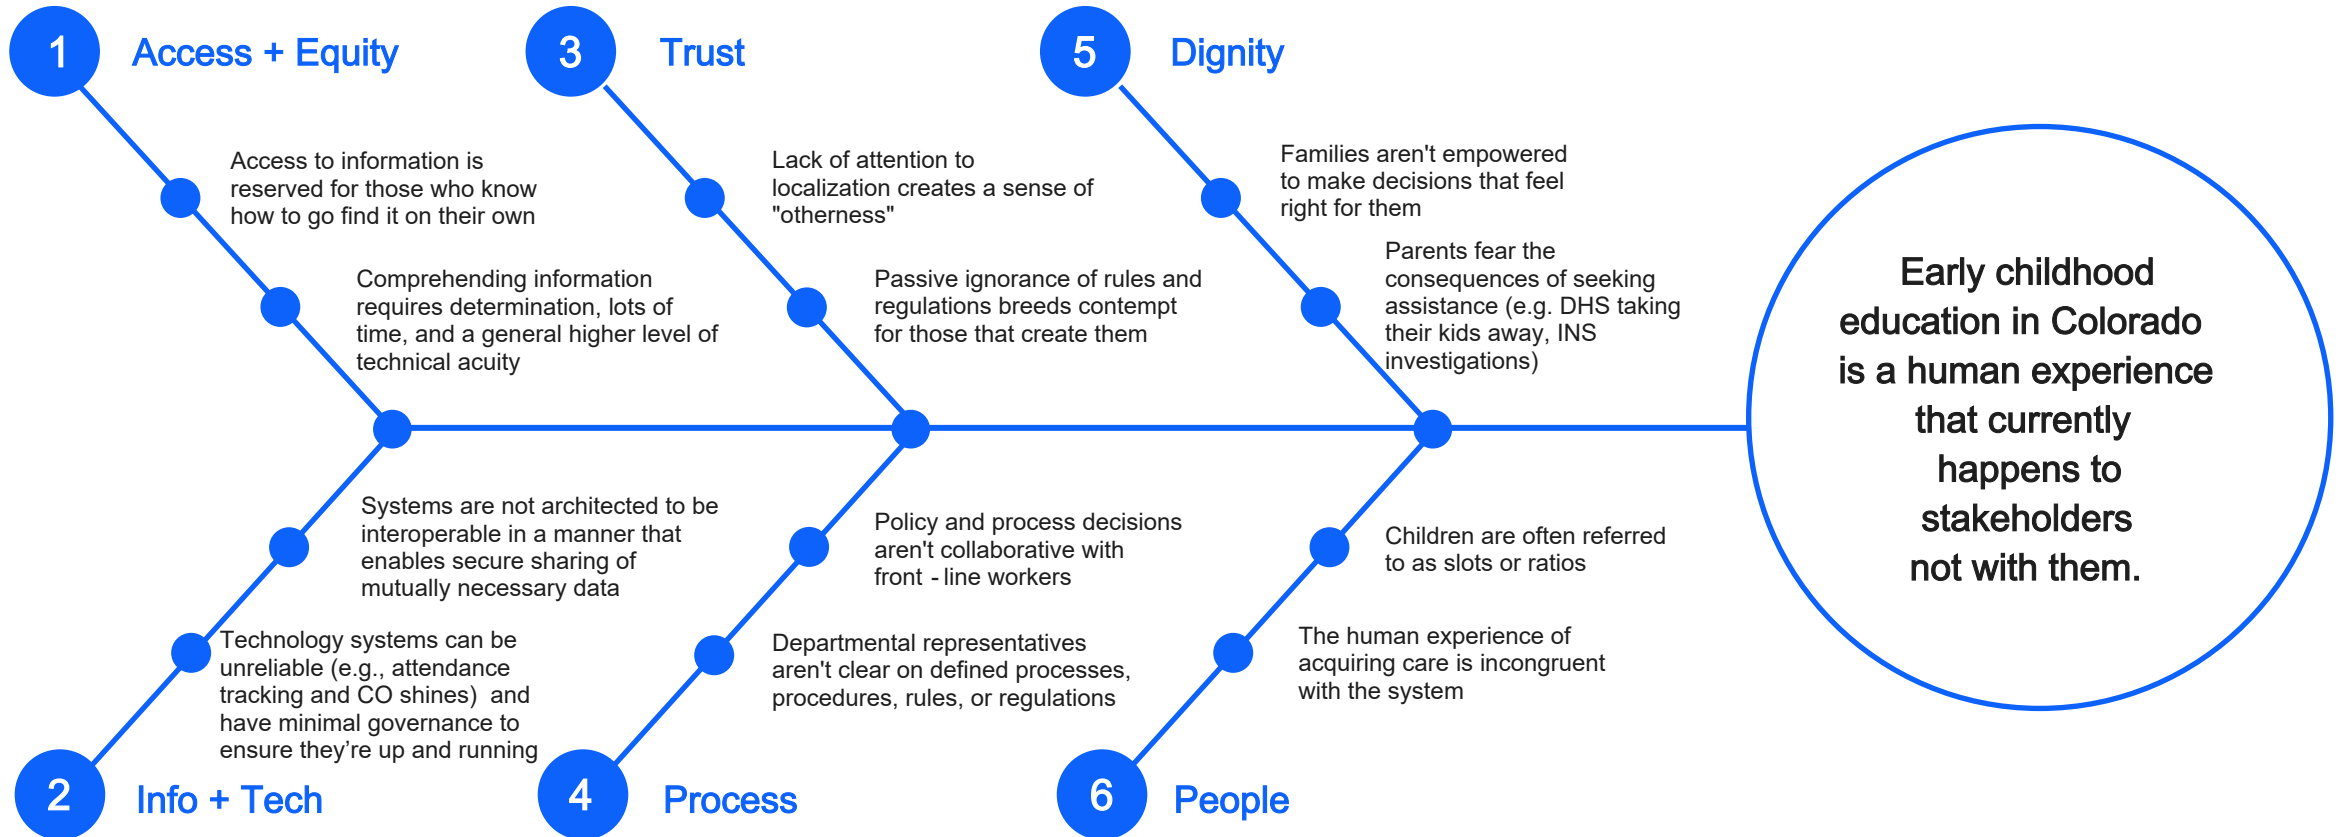 1
Access + Equity
Access to information is
reserved for those who know
how to go find it on their own
Comprehending information
requires determination, lots of
time, and a general higher level of
technical acuity
3
Trust
Lack of attention to
localization creates a sense of
"otherness"
Passive ignorance of rules and
regulations breeds contempt
for those that create them
5
Dignity
Families aren't empowered
to make decisions that feel
right for them
Parents fear the
consequences of seeking
assistance (e.g. DHS taking
their kids away, INS
investigations)
Systems are not architected to be
interoperable in a manner that
enables secure sharing of
mutually necessary data
Technology systems can be
unreliable (e.g., attendance
tracking and CO shines)  and
have minimal governance to
ensure they’re up and running
2
Info + Tech
Policy and process decisions
aren't collaborative with
front - line workers
Departmental representatives
aren't clear on defined processes,
procedures, rules, or regulations
4
Process
Children are often referred
to as slots or ratios
The human experience of
acquiring care is incongruent
with the system
6
People
Early childhood
education in Colorado
is a human experience
that currently
happens to
stakeholders
not with them.